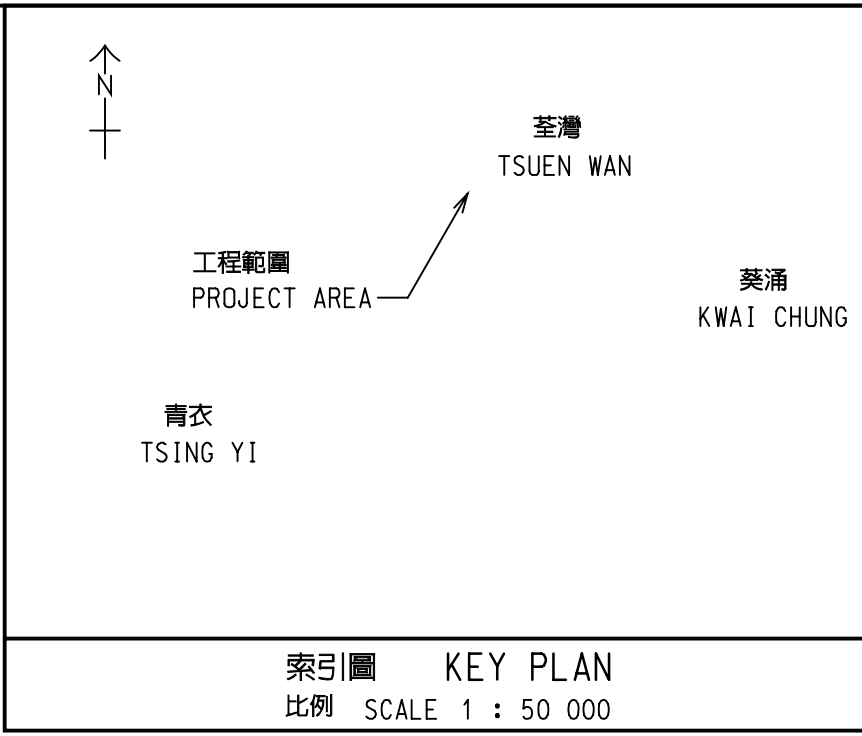 N
荃灣
TSUEN WAN
工程範圍
PROJECT AREA
葵涌
KWAI CHUNG
青衣
TSING YI
索引圖 KEY PLAN
比例 SCALE 1 : 50 000